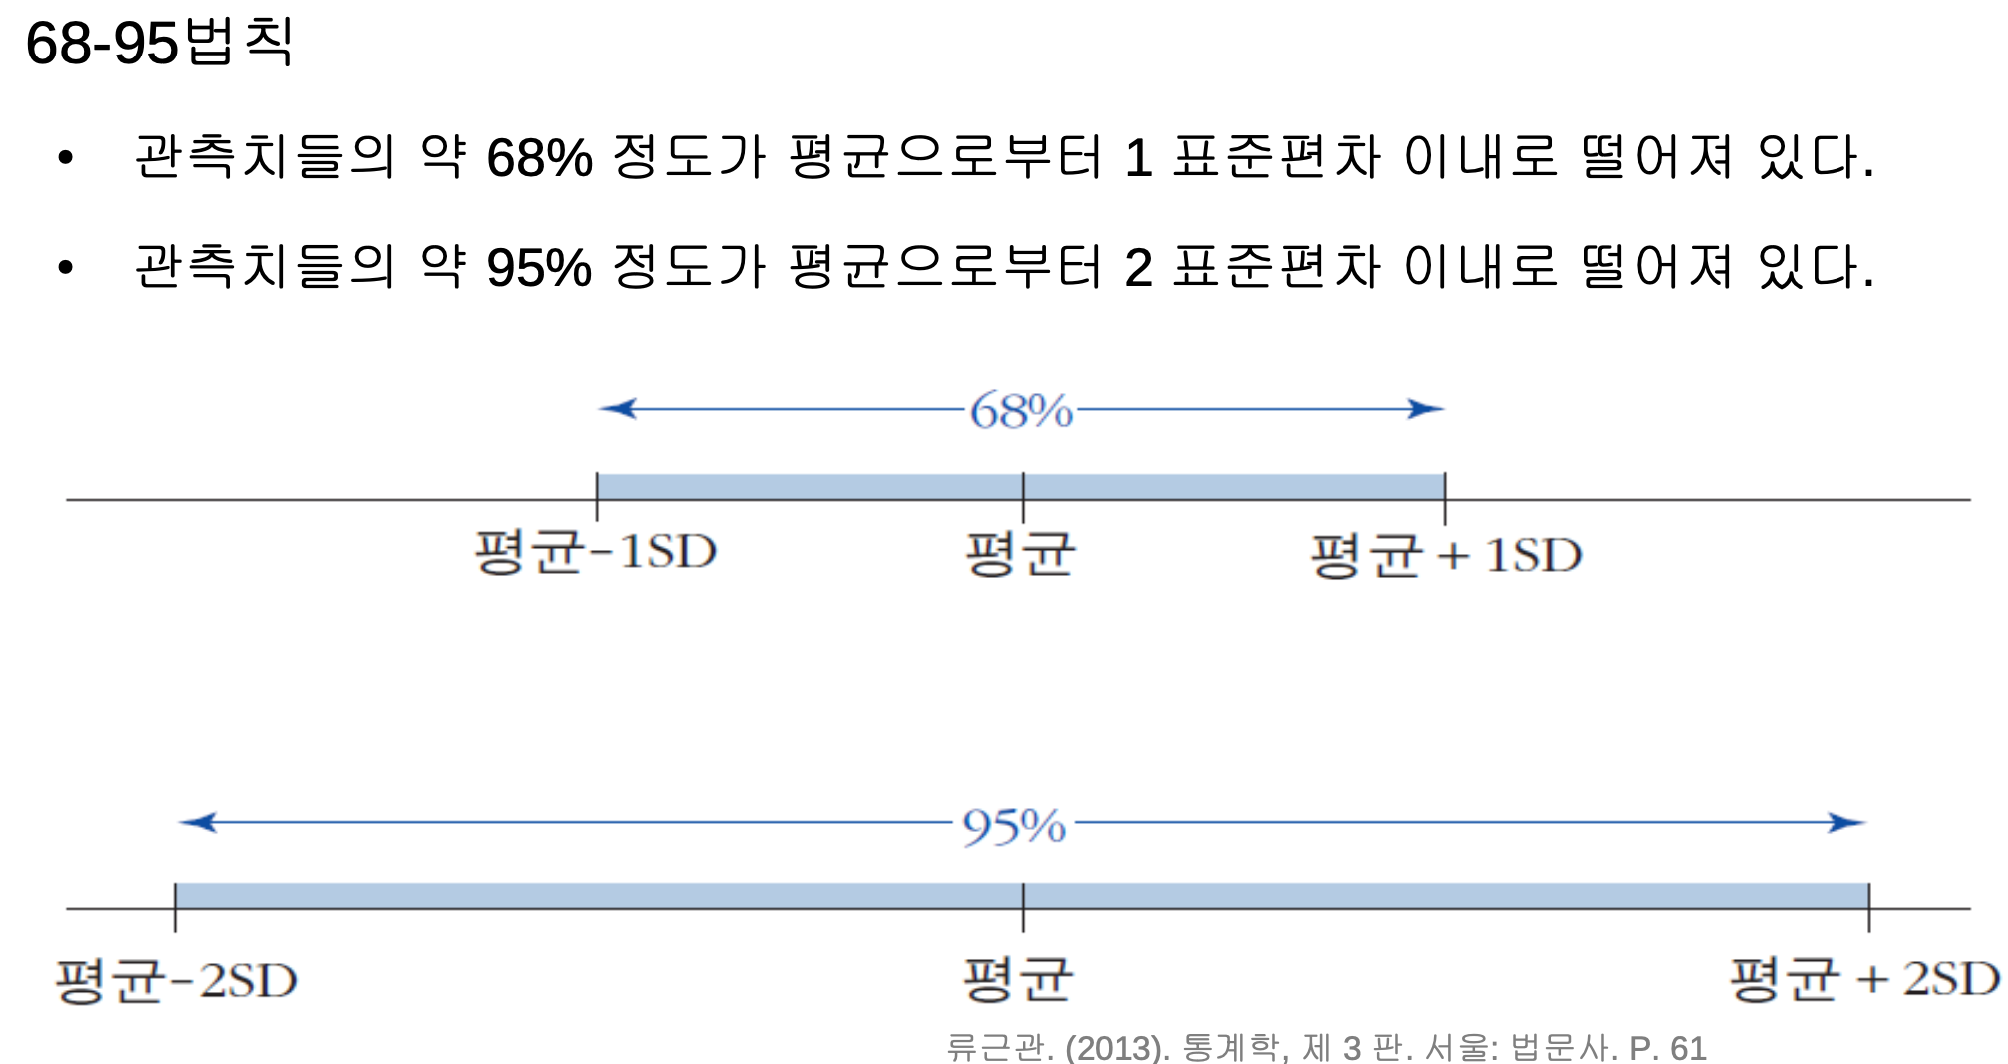 68-95법칙
• 관측치들의 약 68% 정도가 평균으로부터 1 표준편차 이내로 떨어져 있다.
• 관측치들의 약 95% 정도가 평균으로부터 2 표준편차 이내로 떨어져 있다.
68%
평균-1SD 평균 평균+1SD
95%
평균-2SD 평균 평균+2SD
류근관. (2013). 통계학, 제 3 판. 서울: 법문사. P. 61